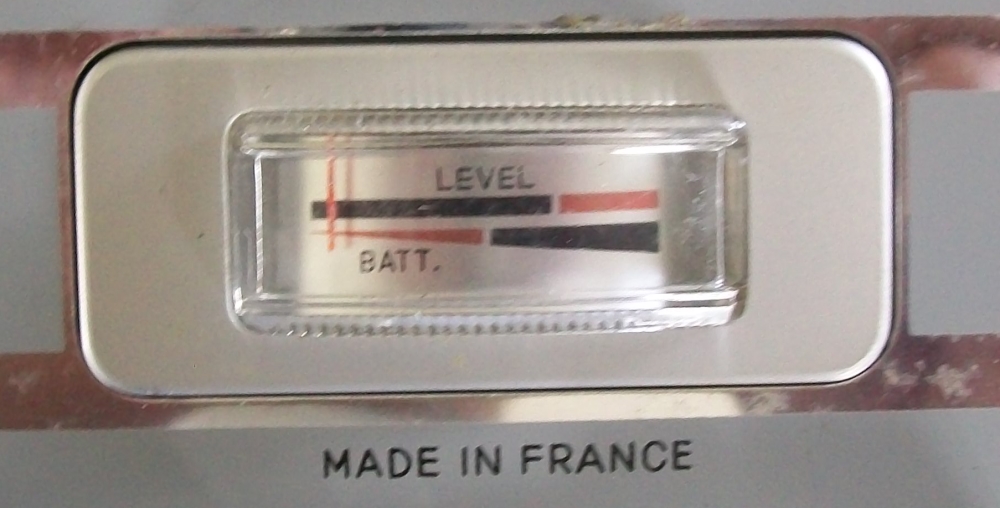 LEVEL
BATT.
MADE IN FRANCE